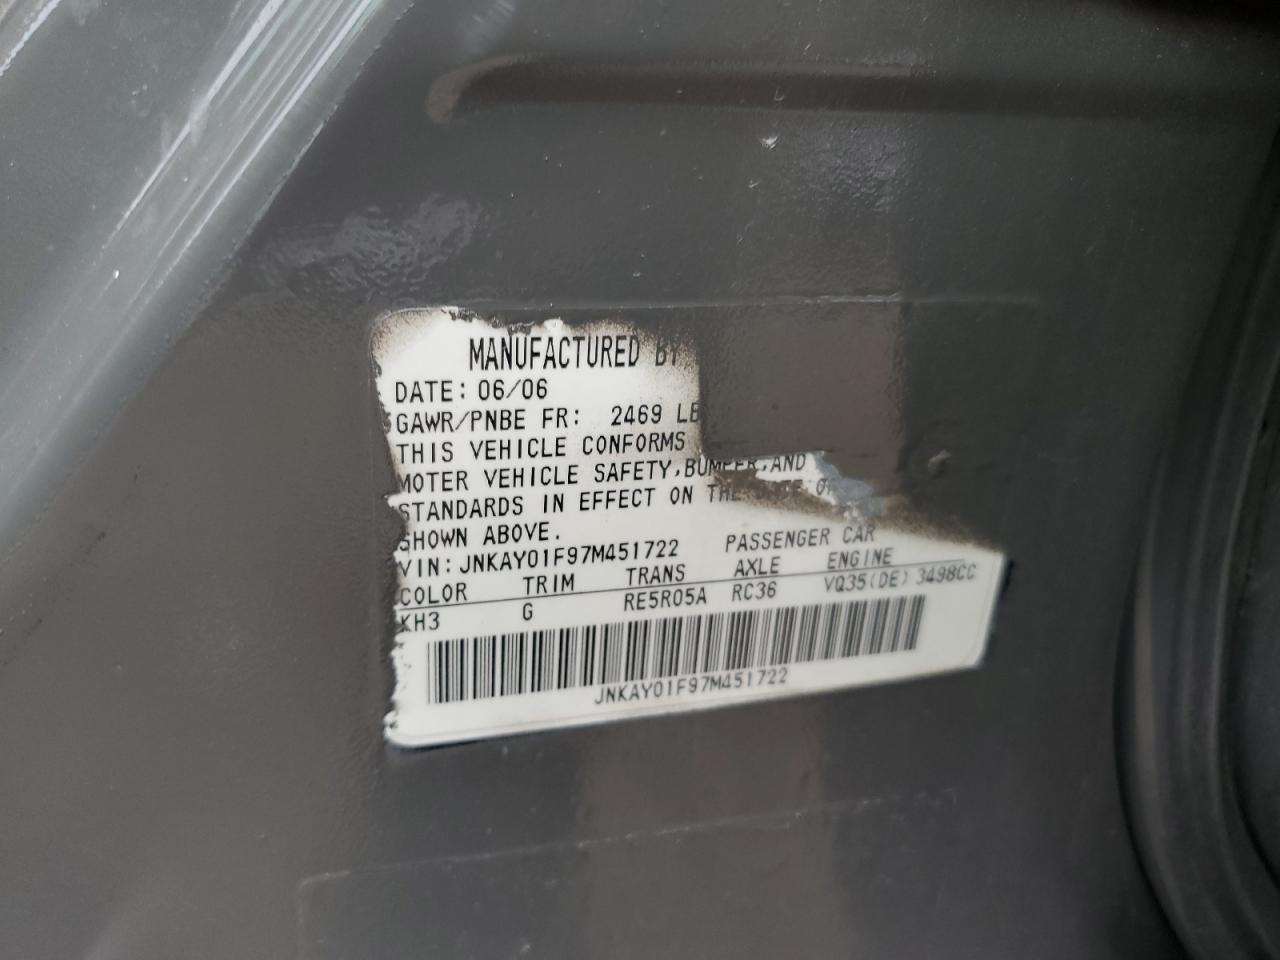 MANUFACTURED BY
DATE: 06/06
GAWR/PNBE FR: 2469 LB
THIS VEHICLE CONFORMS
MOTER VEHICLE SAFETY, BUMPER, AND
STANDARDS IN EFFECT ON THE DATE OF
SHOWN ABOVE.
VIN: JNKAY01F97M451722 PASSENGER CAR
COLOR TRIM TRANS AXLE ENGINE
KH3 G RE5R05A RC36 VQ35(DE) 3498CC
JNKAY01F97M451722